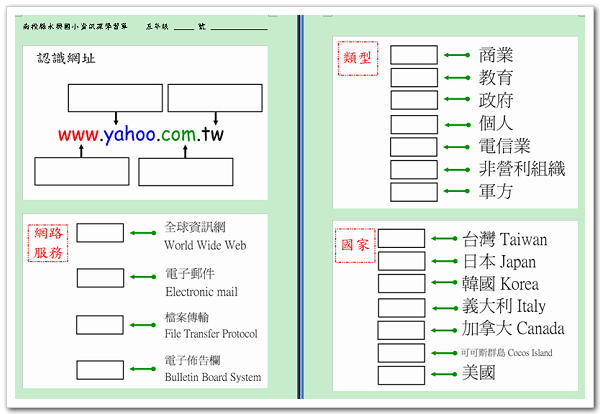 南投縣永興國小資訊課學習單 五年級 ____ 號 ________
認識網址
www.yahoo.com.tw
網路
服務
全球資訊網
World Wide Web
電子郵件
Electronic mail
檔案傳輸
File Transfer Protocol
電子佈告欄
Bulletin Board System
類型
商業
教育
政府
個人
電信業
非營利組織
軍方
國家
台灣 Taiwan
日本 Japan
韓國 Korea
義大利 Italy
加拿大 Canada
可可斯群島 Cocos Island
美國